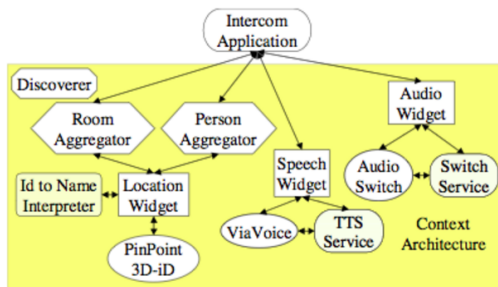 Intercom
Application
Discoverer
Room
Aggregator
Person
Aggregator
Audio
Widget
Id to Name
Interpreter
Location
Widget
Speech
Widget
Audio
Switch
Switch
Service
PinPoint
3D-iD
ViaVoice
TTS
Service
Context
Architecture